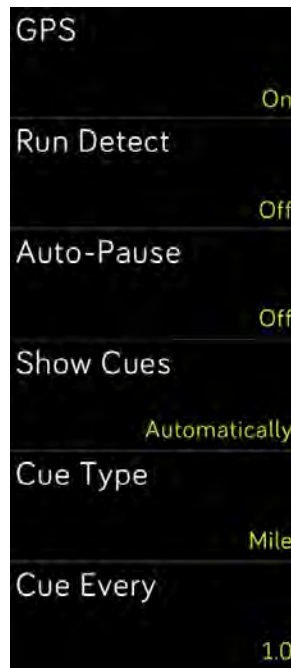 GPS
On
Run Detect
Off
Auto-Pause
Off
Show Cues
Automatically
Cue Type
Mile
Cue Every
1.0